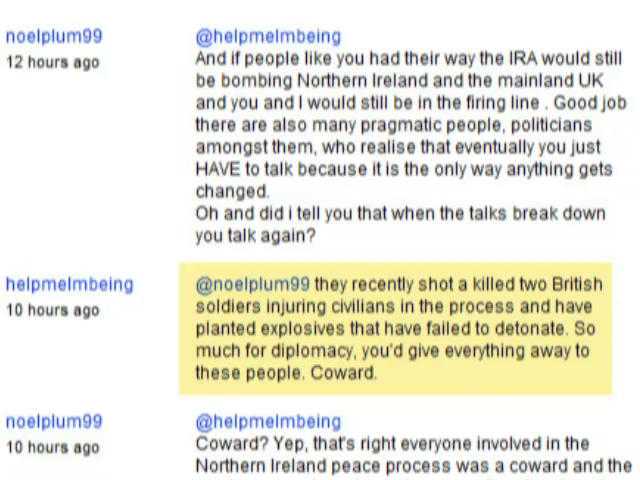 noelplum99
12 hours ago
@helpmeImbeing
And if people like you had their way the IRA would still
be bombing Northern Ireland and the mainland UK
and you and I would still be in the firing line . Good job
there are also many pragmatic people, politicians
amongst them, who realise that eventually you just
HAVE to talk because it is the only way anything gets
changed.
Oh and did i tell you that when the talks break down
you talk again?
helpmeImbeing
10 hours ago
@noelplum99 they recently shot a killed two British
soldiers injuring civilians in the process and have
planted explosives that have failed to detonate. So
much for diplomacy, you'd give everything away to
these people. Coward.
noelplum99
10 hours ago
@helpmeImbeing
Coward? Yep, that's right everyone involved in the
Northern Ireland peace process was a coward and the